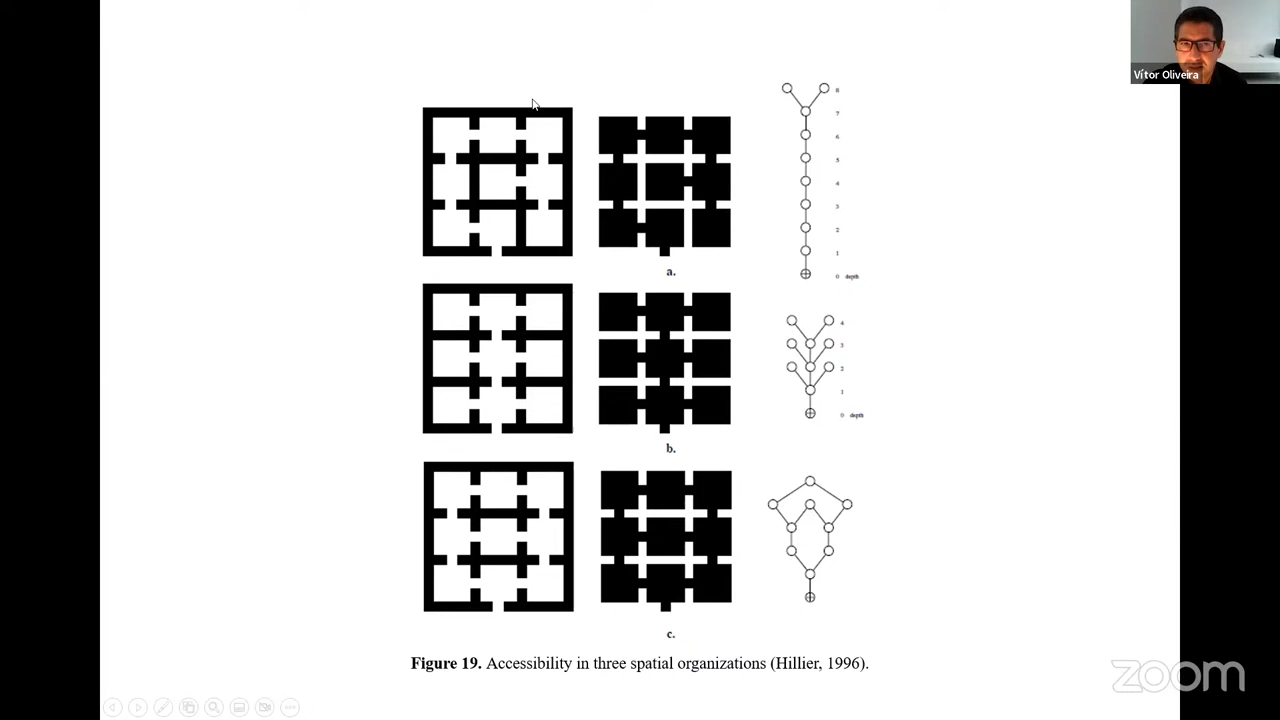 Vítor Oliveira
8
7
6
5
4
3
2
1
0 depth
a.
4
3
2
1
0 depth
b.
c.
Figure 19. Accessibility in three spatial organizations (Hillier, 1996).
zoom